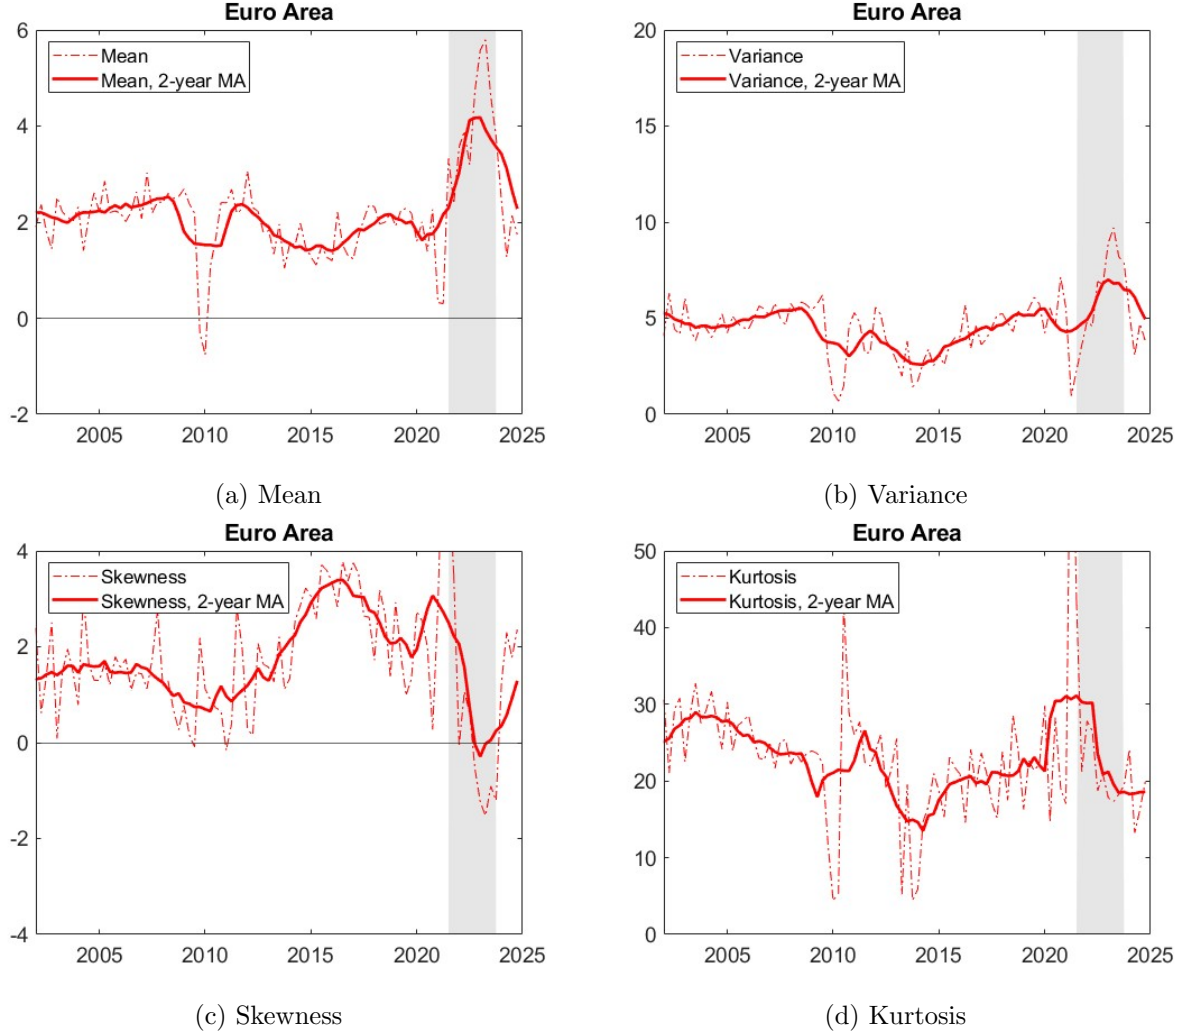 Euro Area
Mean
Mean, 2-year MA
6
4
2
0
-2
2005 2010 2015 2020 2025
(a) Mean
Euro Area
Variance
Variance, 2-year MA
20
15
10
5
0
2005 2010 2015 2020 2025
(b) Variance
Euro Area
Skewness
Skewness, 2-year MA
4
2
0
-2
-4
2005 2010 2015 2020 2025
(c) Skewness
Euro Area
Kurtosis
Kurtosis, 2-year MA
50
40
30
20
10
0
2005 2010 2015 2020 2025
(d) Kurtosis